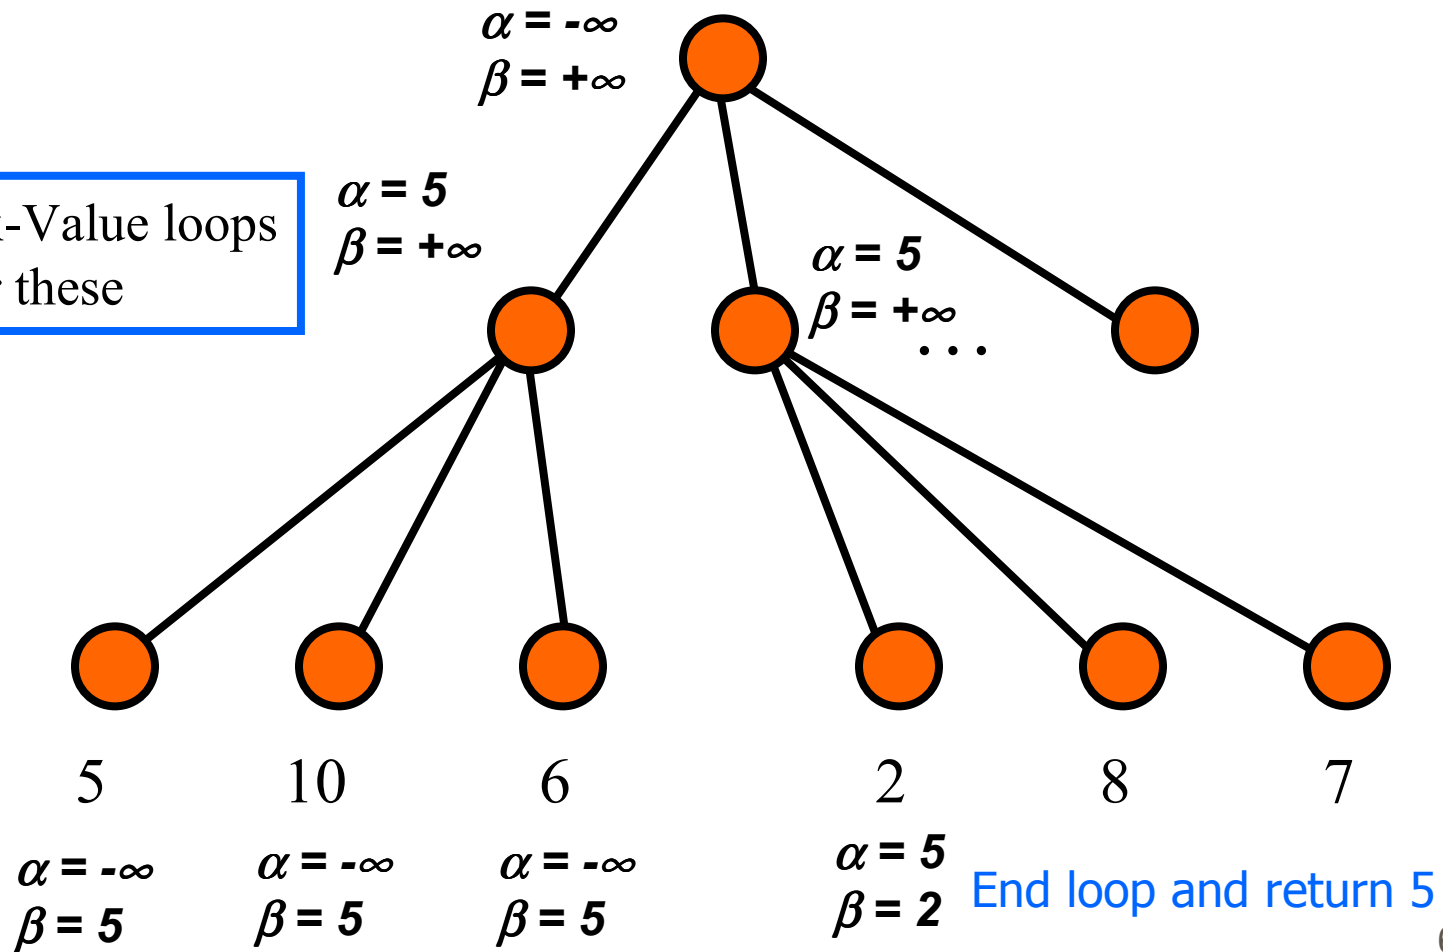 α = -∞
β = +∞
-Value loops
these
α = 5
β = +∞
α = 5
β = +∞
. . .
5 10 6 2 8 7
α = -∞ α = -∞ α = -∞ α = 5
β = 5 β = 5 β = 5 β = 2 End loop and return 5